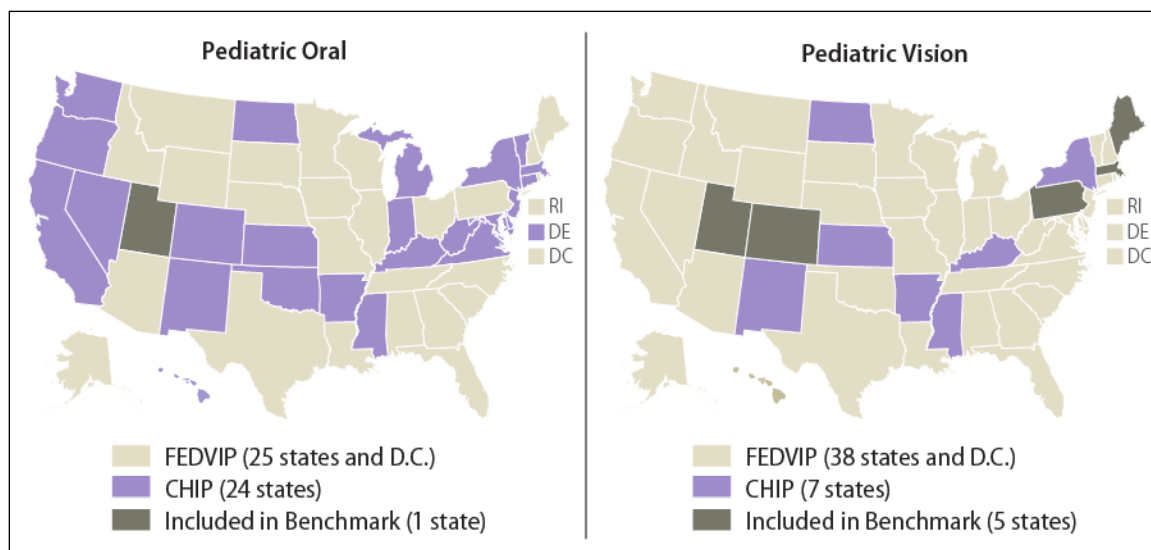 Pediatric Oral
RI
DE
DC
FEDVIP (25 states and D.C.)
CHIP (24 states)
Included in Benchmark (1 state)
Pediatric Vision
RI
DE
DC
FEDVIP (38 states and D.C.)
CHIP (7 states)
Included in Benchmark (5 states)